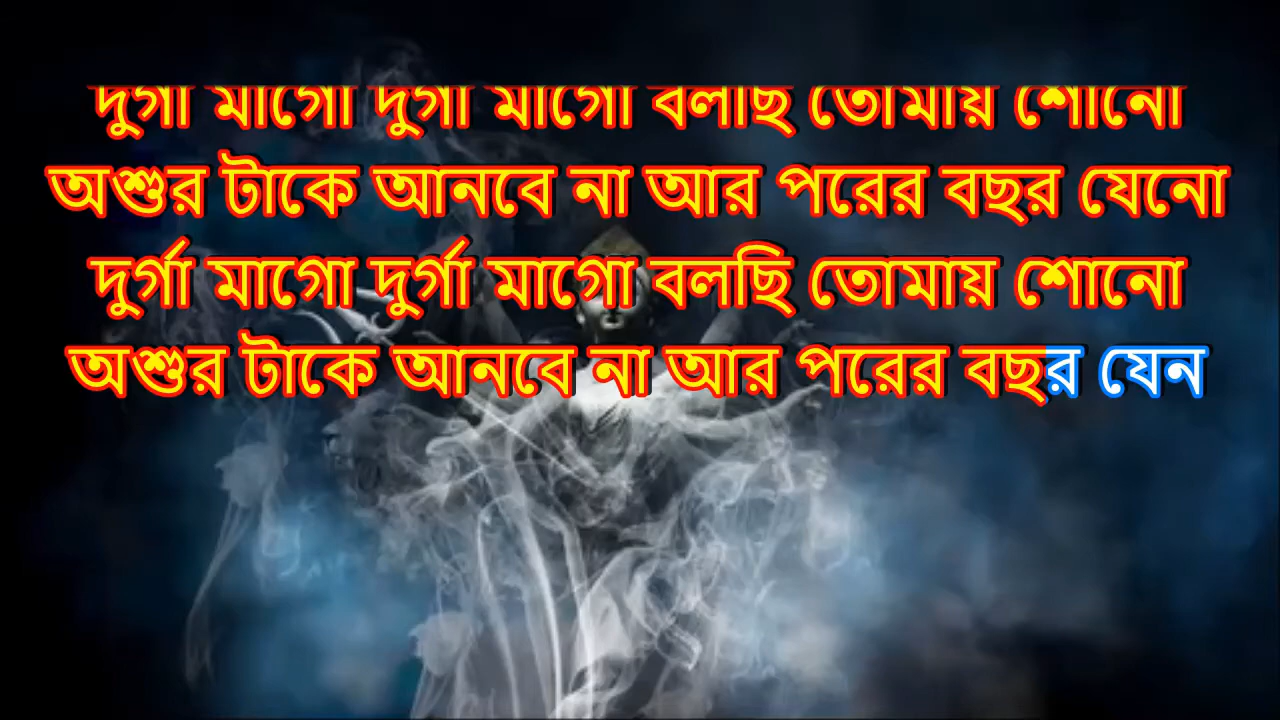 দুর্গা মাগো দুর্গা মাগো বলছি তোমায় শোনো
অশুর টাকে আনবে না আর পরের বছর যেনো
দুর্গা মাগো দুর্গা মাগো বলছি তোমায় শোনো
অশুর টাকে আনবে না আর পরের বছর যেন